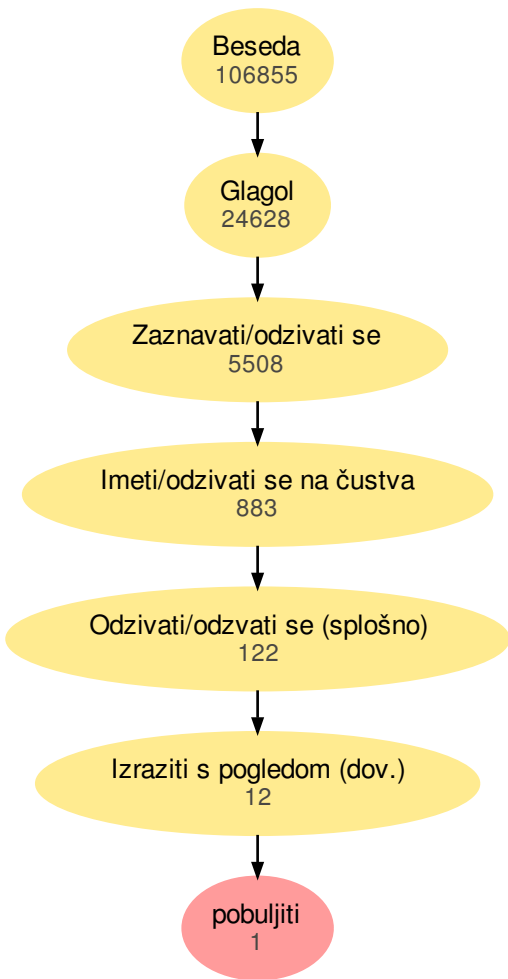 Beseda
106855
Glagol
24628
Zaznavati/odzivati se
5508
Imeti/odzivati se na čustva
883
Odzivati/odzvati se (splošno)
122
Izraziti s pogledom (dov.)
12
pobuljiti
1